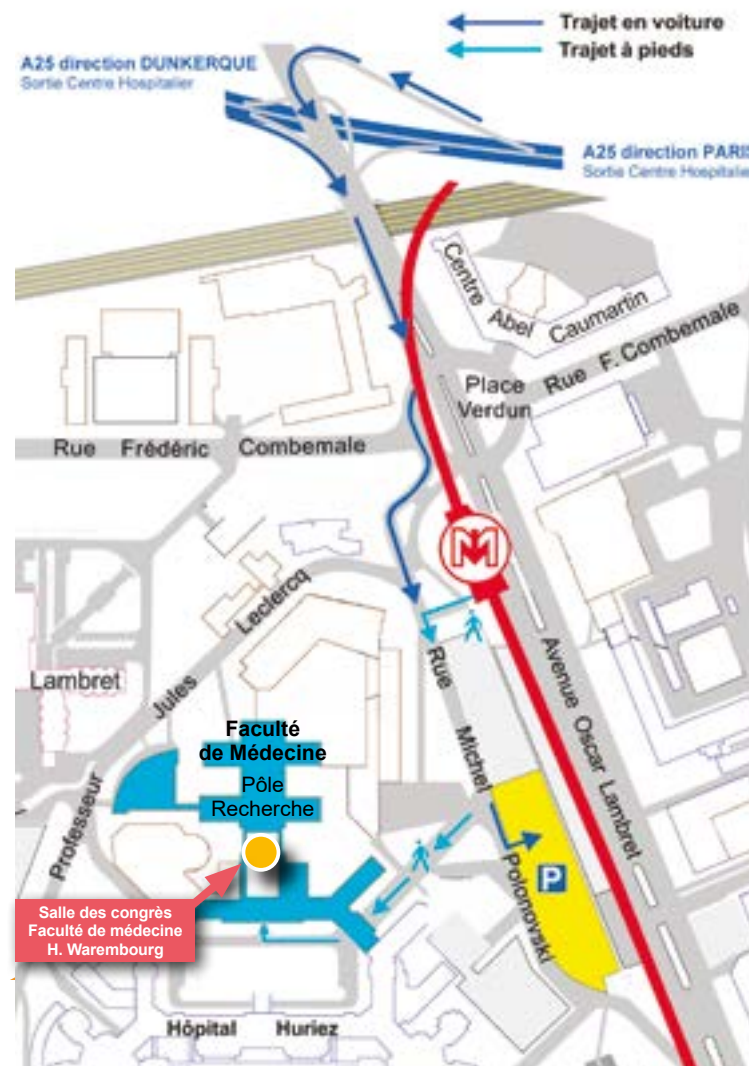 Trajet en voiture
Trajet à pieds
A25 direction DUNKERQUE
Sortie Centre Hospitalier
A25 direction PARIS
Sortie Centre Hospitalie
Centre Abel Caumartin
Rue F. Combemale
Place
Verdun
Rue Frédéric Combemale
M
Professeur Jules Leclercq
Lambret
Rue Michel Polonovski
Avenue Oscar Lambret
Faculté
de Médecine
Pôle
Recherche
P
Salle des congrès
Faculté de médecine
H. Warembourg
Hôpital Huriez